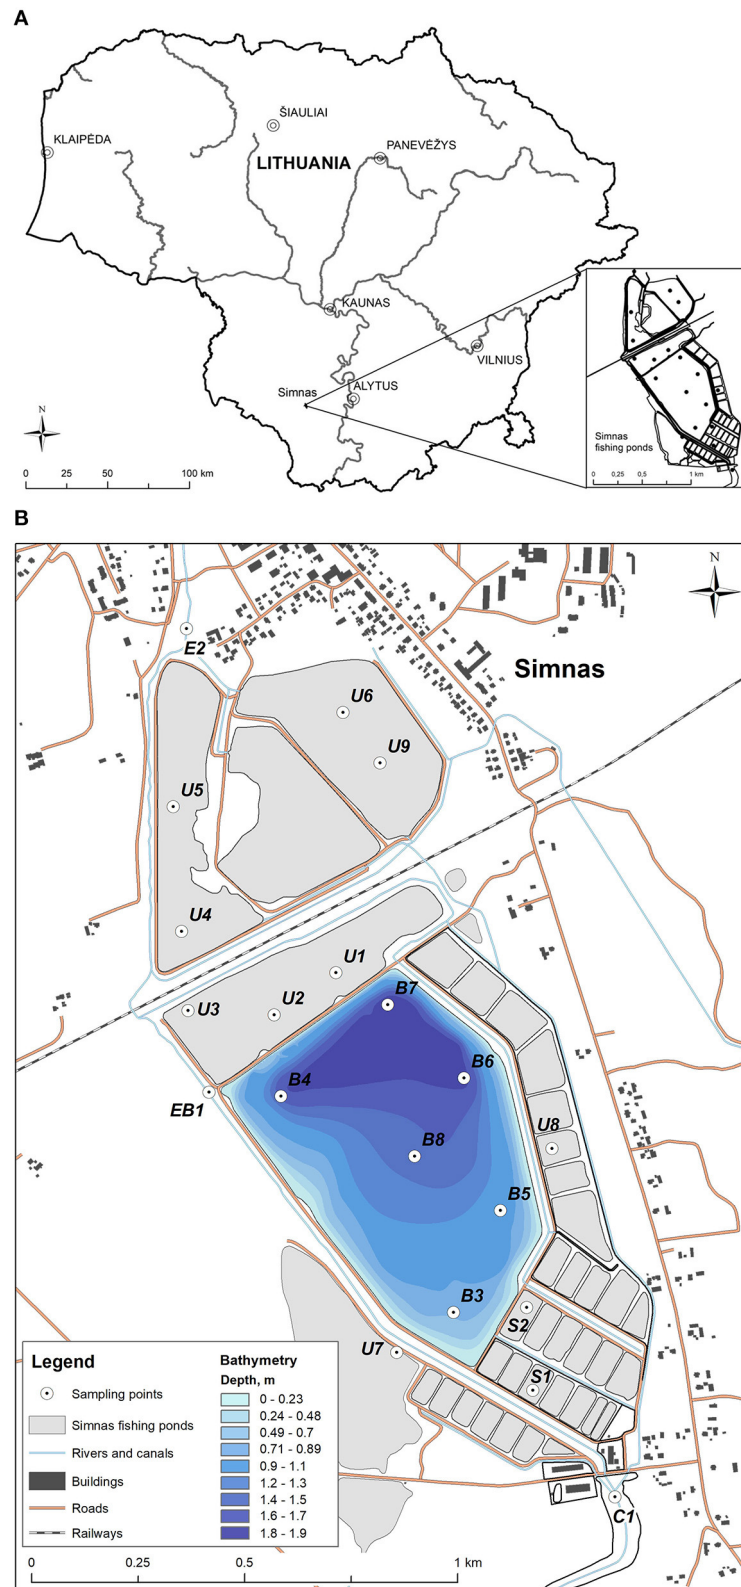 A
ŠIAULIAI
KLAIPĖDA
PANEVĖŽYS
LITHUANIA
KAUNAS
VILNIUS
ALYTUS
Simnas
N
0 25 50 100 km
Simnas
fishing ponds
0 0,25 0,5 1 km
B
N
E2
Simnas
U6
U9
U5
U4
U1
U3
U2
B7
B6
B4
EB1
U8
B8
B5
B3
S2
U7
S1
C1
Legend
Sampling points
Simnas fishing ponds
Rivers and canals
Buildings
Roads
Railways
Bathymetry
Depth, m
0 - 0.23
0.24 - 0.48
0.49 - 0.7
0.71 - 0.89
0.9 - 1.1
1.2 - 1.3
1.4 - 1.5
1.6 - 1.7
1.8 - 1.9
0 0.25 0.5 1 km